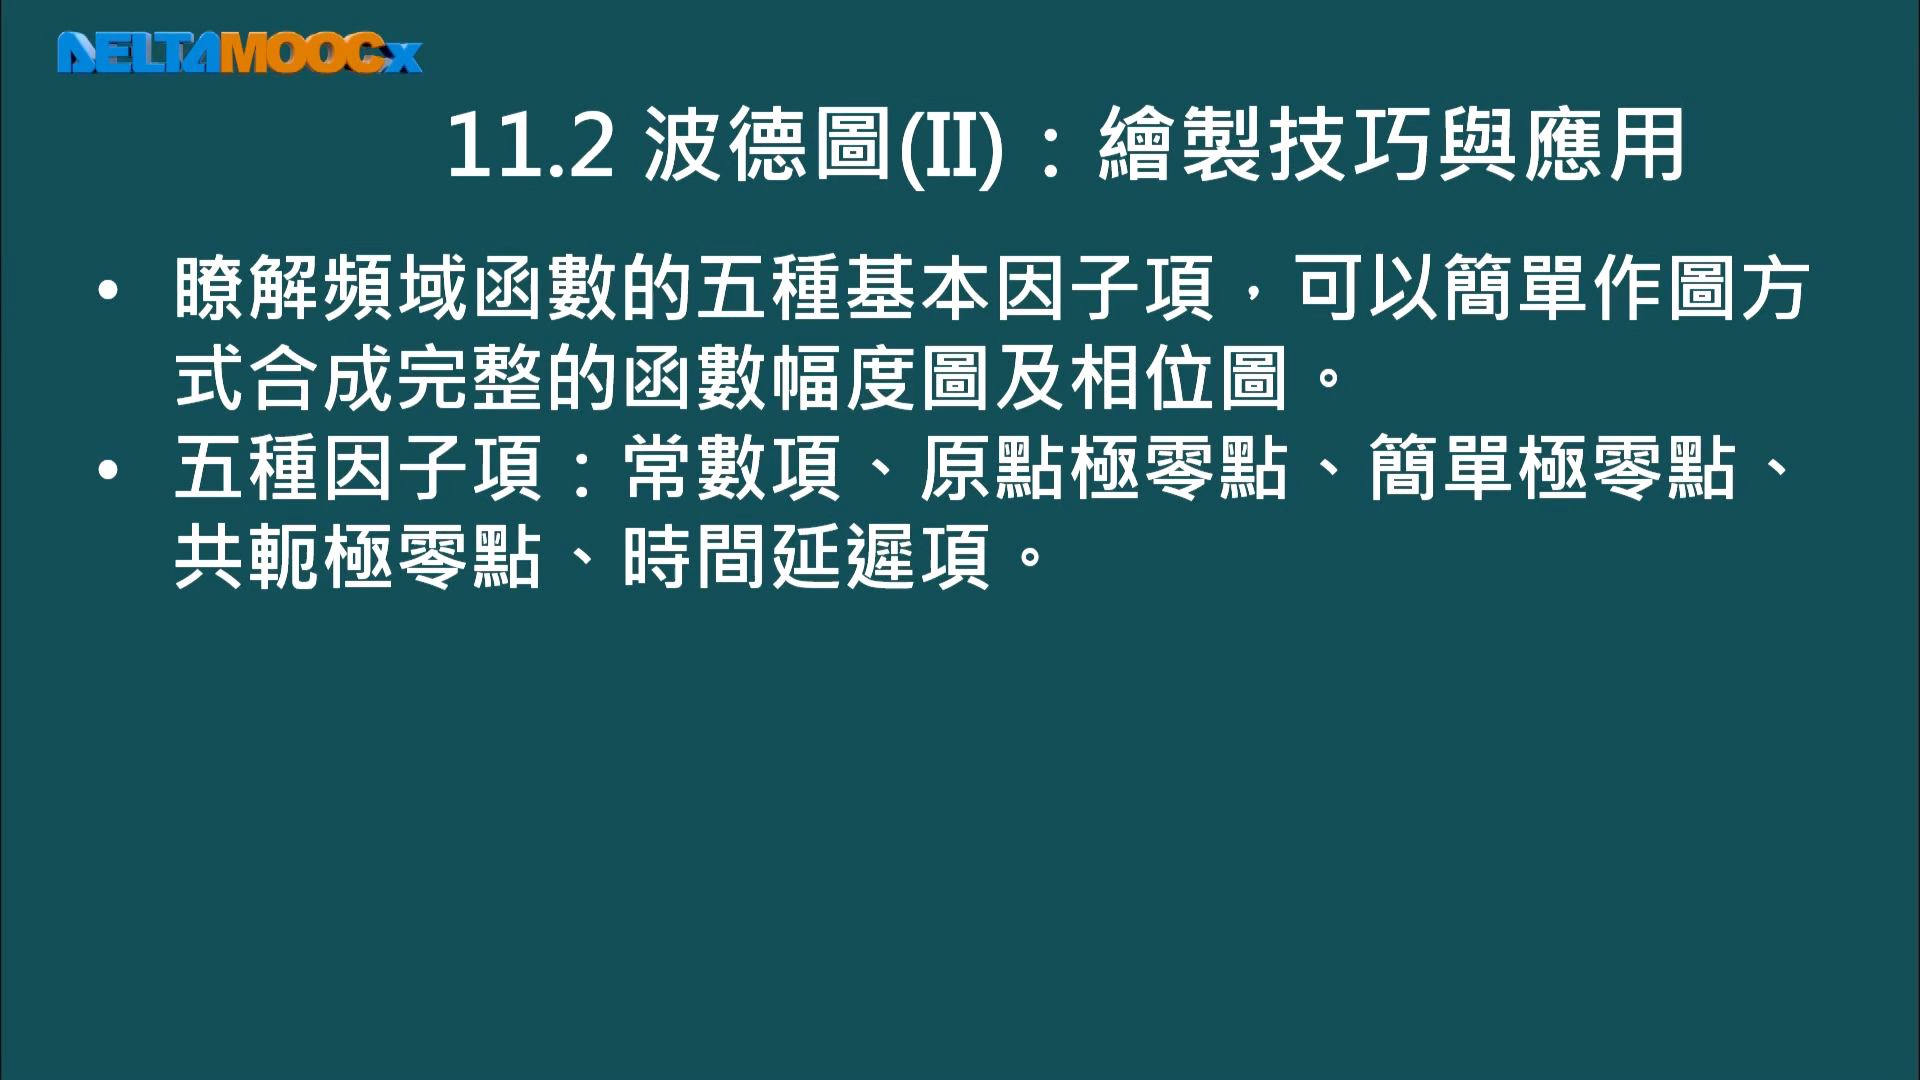 DELTAMOOCx
11.2 波德圖(II)：繪製技巧與應用
• 瞭解頻域函數的五種基本因子項，可以簡單作圖方
式合成完整的函數幅度圖及相位圖。
• 五種因子項：常數項、原點極零點、簡單極零點、
共軛極零點、時間延遲項。